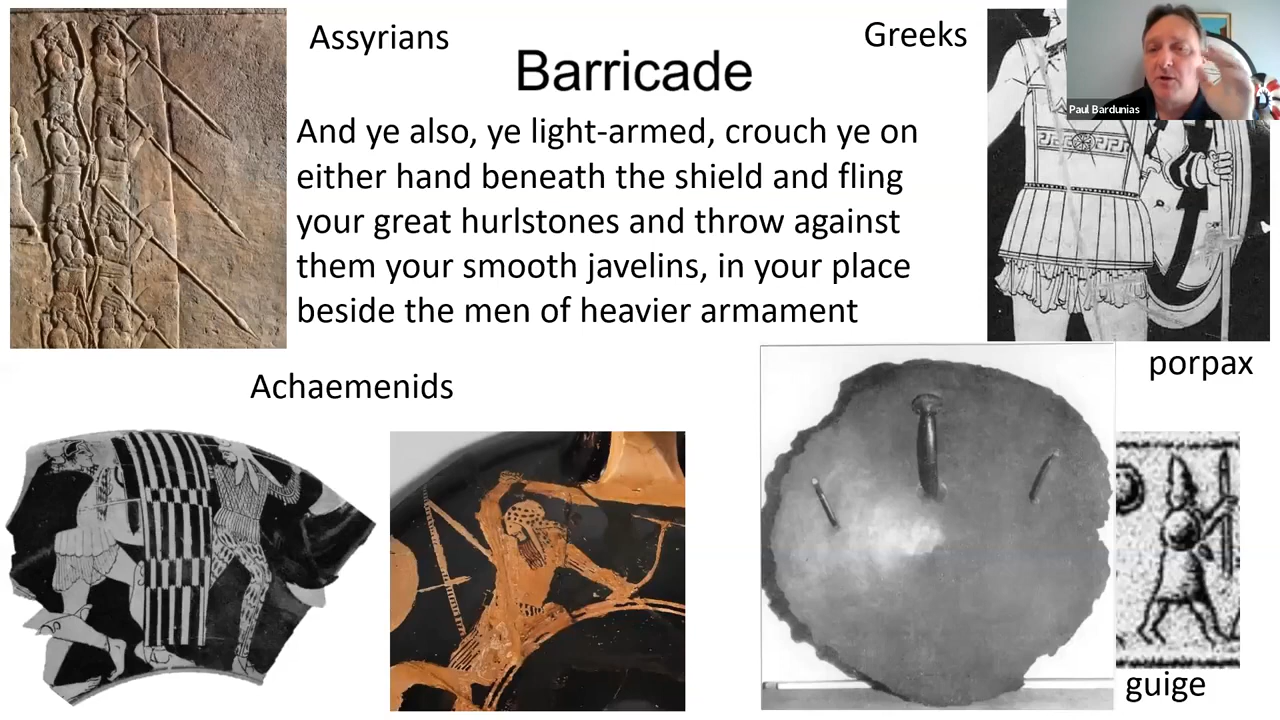 Assyrians
Greeks
Barricade
Paul Bardunias
And ye also, ye light-armed, crouch ye on
either hand beneath the shield and fling
your great hurlstones and throw against
them your smooth javelins, in your place
beside the men of heavier armament
porpax
Achaemenids
guige